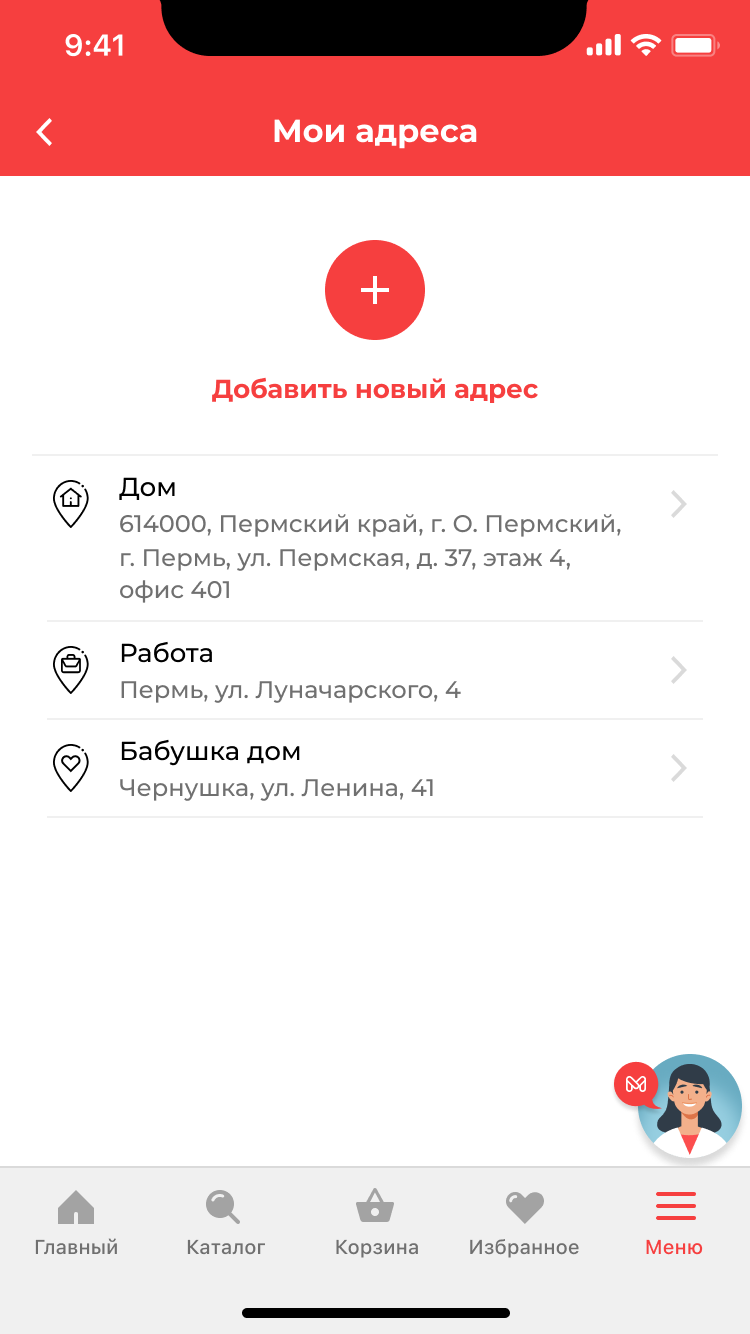 9:41
Мои адреса
Добавить новый адрес
Дом
614000, Пермский край, г. О. Пермский,
г. Пермь, ул. Пермская, д. 37, этаж 4,
офис 401
Работа
Пермь, ул. Луначарского, 4
Бабушка дом
Чернушка, ул. Ленина, 41
Главный
Каталог
Корзина
Избранное
Меню